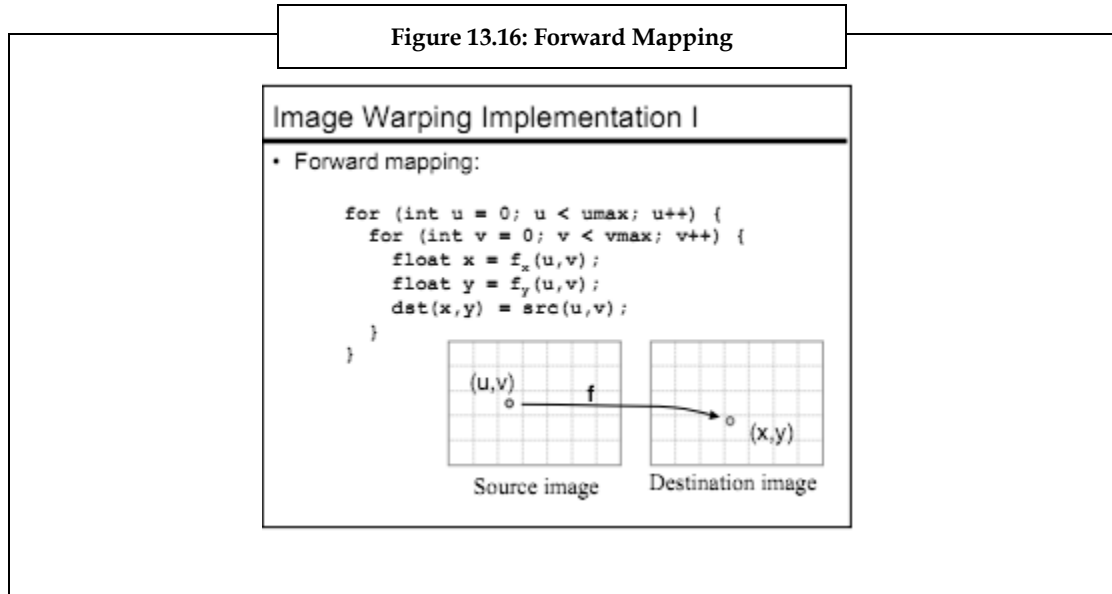 Figure 13.16: Forward Mapping
Image Warping Implementation I
• Forward mapping:
for (int u = 0; u < umax; u++) {
for (int v = 0; v < vmax; v++) {
float x = fx(u,v);
float y = fy(u,v);
dst(x,y) = src(u,v);
}
}
(u,v)
f
(x,y)
Source image
Destination image